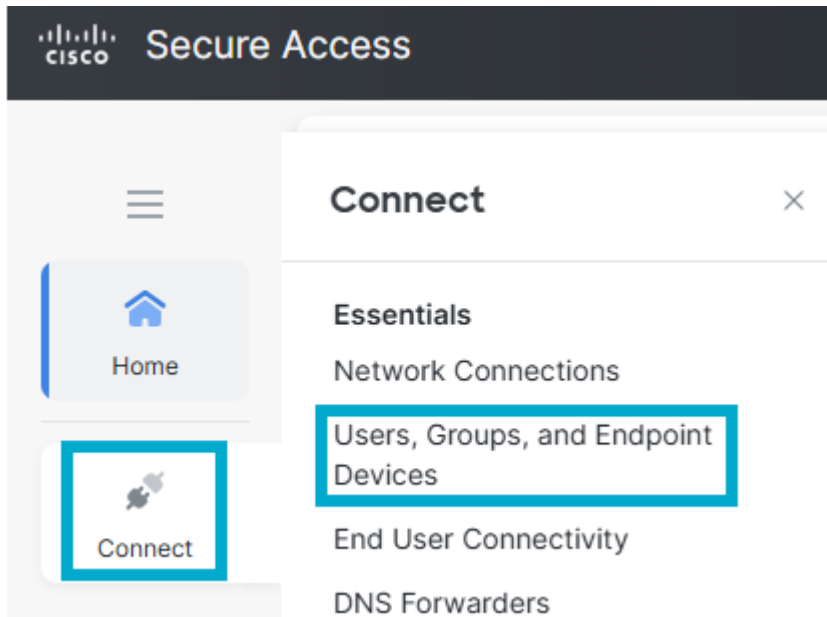 cisco Secure Access
Connect
Home
Essentials
Network Connections
Users, Groups, and Endpoint
Devices
Connect
End User Connectivity
DNS Forwarders